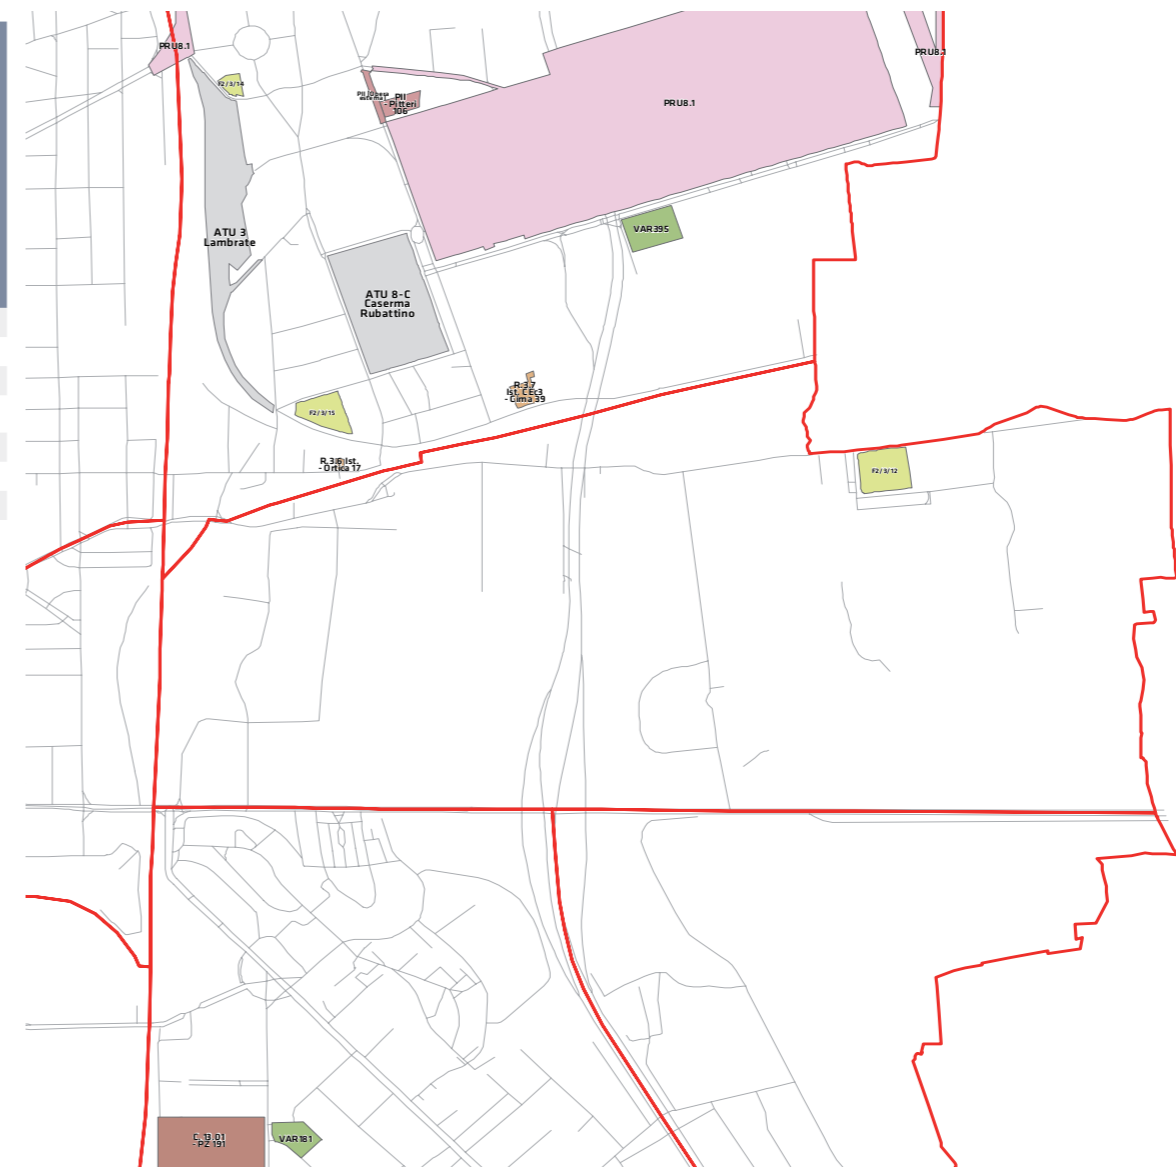 PRU8.1
PRU8.1
F2/3/14
PII
- Pitteri
106
PRU8.1
ATU 3
Lambrate
VAR395
ATU 8-C
Caserma
Rubattino
R.3.7
Ist. CEc3
- Cima 39
F2/3/15
R.3.6 Ist.
- Ortica 17
F2/3/12
C.13.01
- PZ 191
VAR181